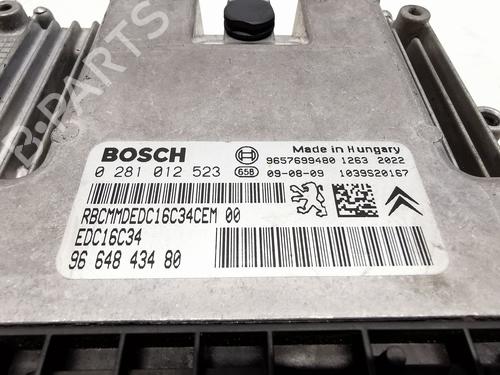 BOSCH
0 281 012 523
658
Made in Hungary
9657699480 1263 2022
09-08-09 1039S20167
RBCMMDEDC16C34CEM 00
EDC16C34
96 648 434 80
B-PARTS